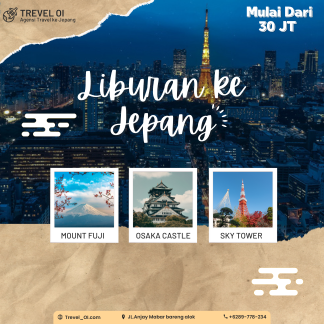 TREVEL OI
Agensi Travel ke Jepang
Mulai Dari
30 JT
Liburan ke
Jepang
MOUNT FUJI
OSAKA CASTLE
SKY TOWER
Trevel_Oi.com
JL.Anjay Mabar bareng alok
+6289-778-234